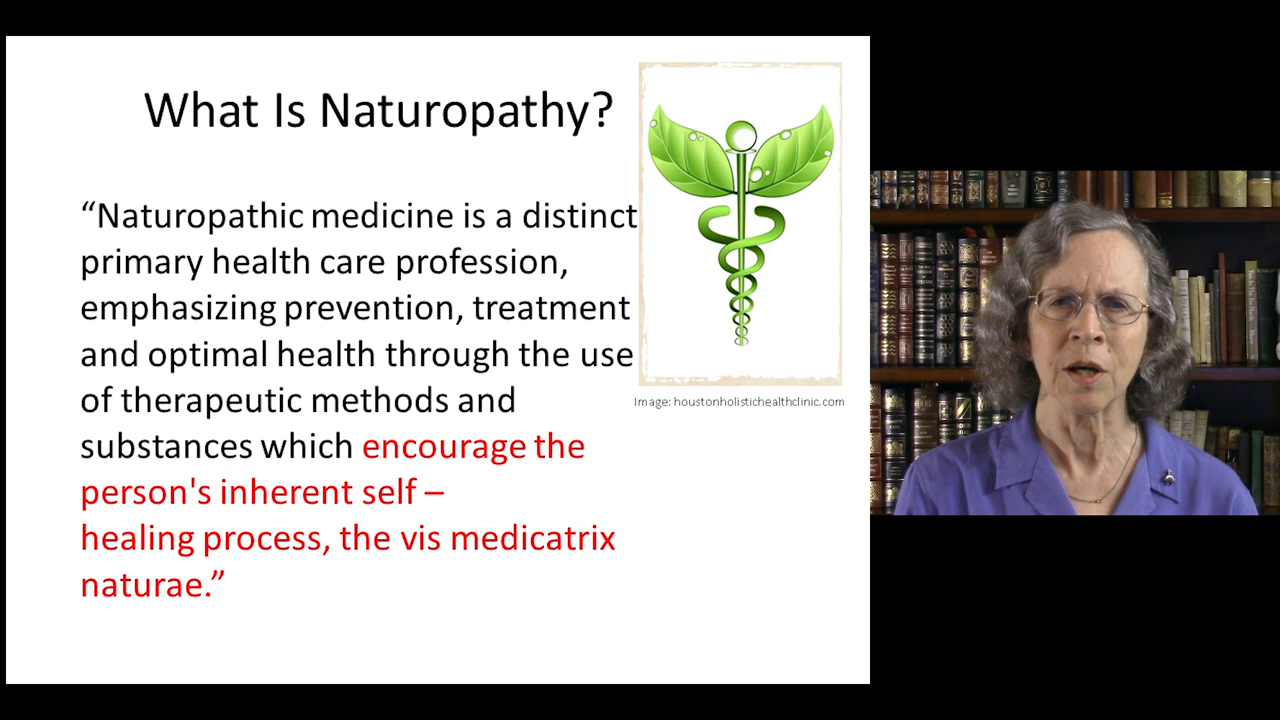 What Is Naturopathy?
“Naturopathic medicine is a distinct
primary health care profession,
emphasizing prevention, treatment
and optimal health through the use
of therapeutic methods and
substances which encourage the
person's inherent self –
healing process, the vis medicatrix
naturae.”
Image: houstonholistichealthclinic.com